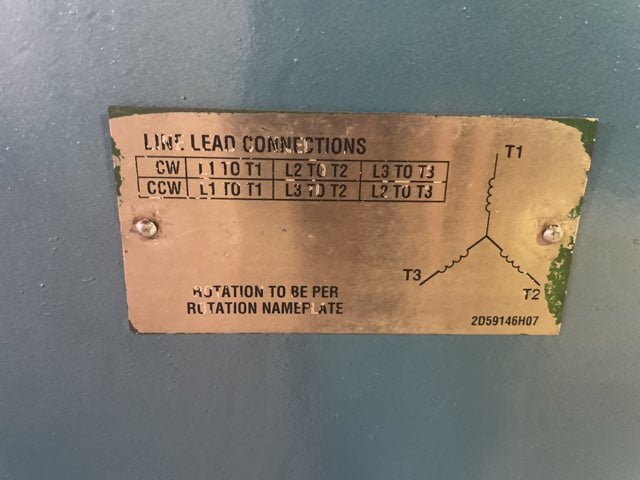 LINE LEAD CONNECTIONS
CW L1 TO T1 L2 TO T2 L3 TO T3
CCW L1 TO T1 L3 TO T2 L2 TO T3
T1
T3
T2
ROTATION TO BE PER
ROTATION NAMEPLATE
2D59146H07